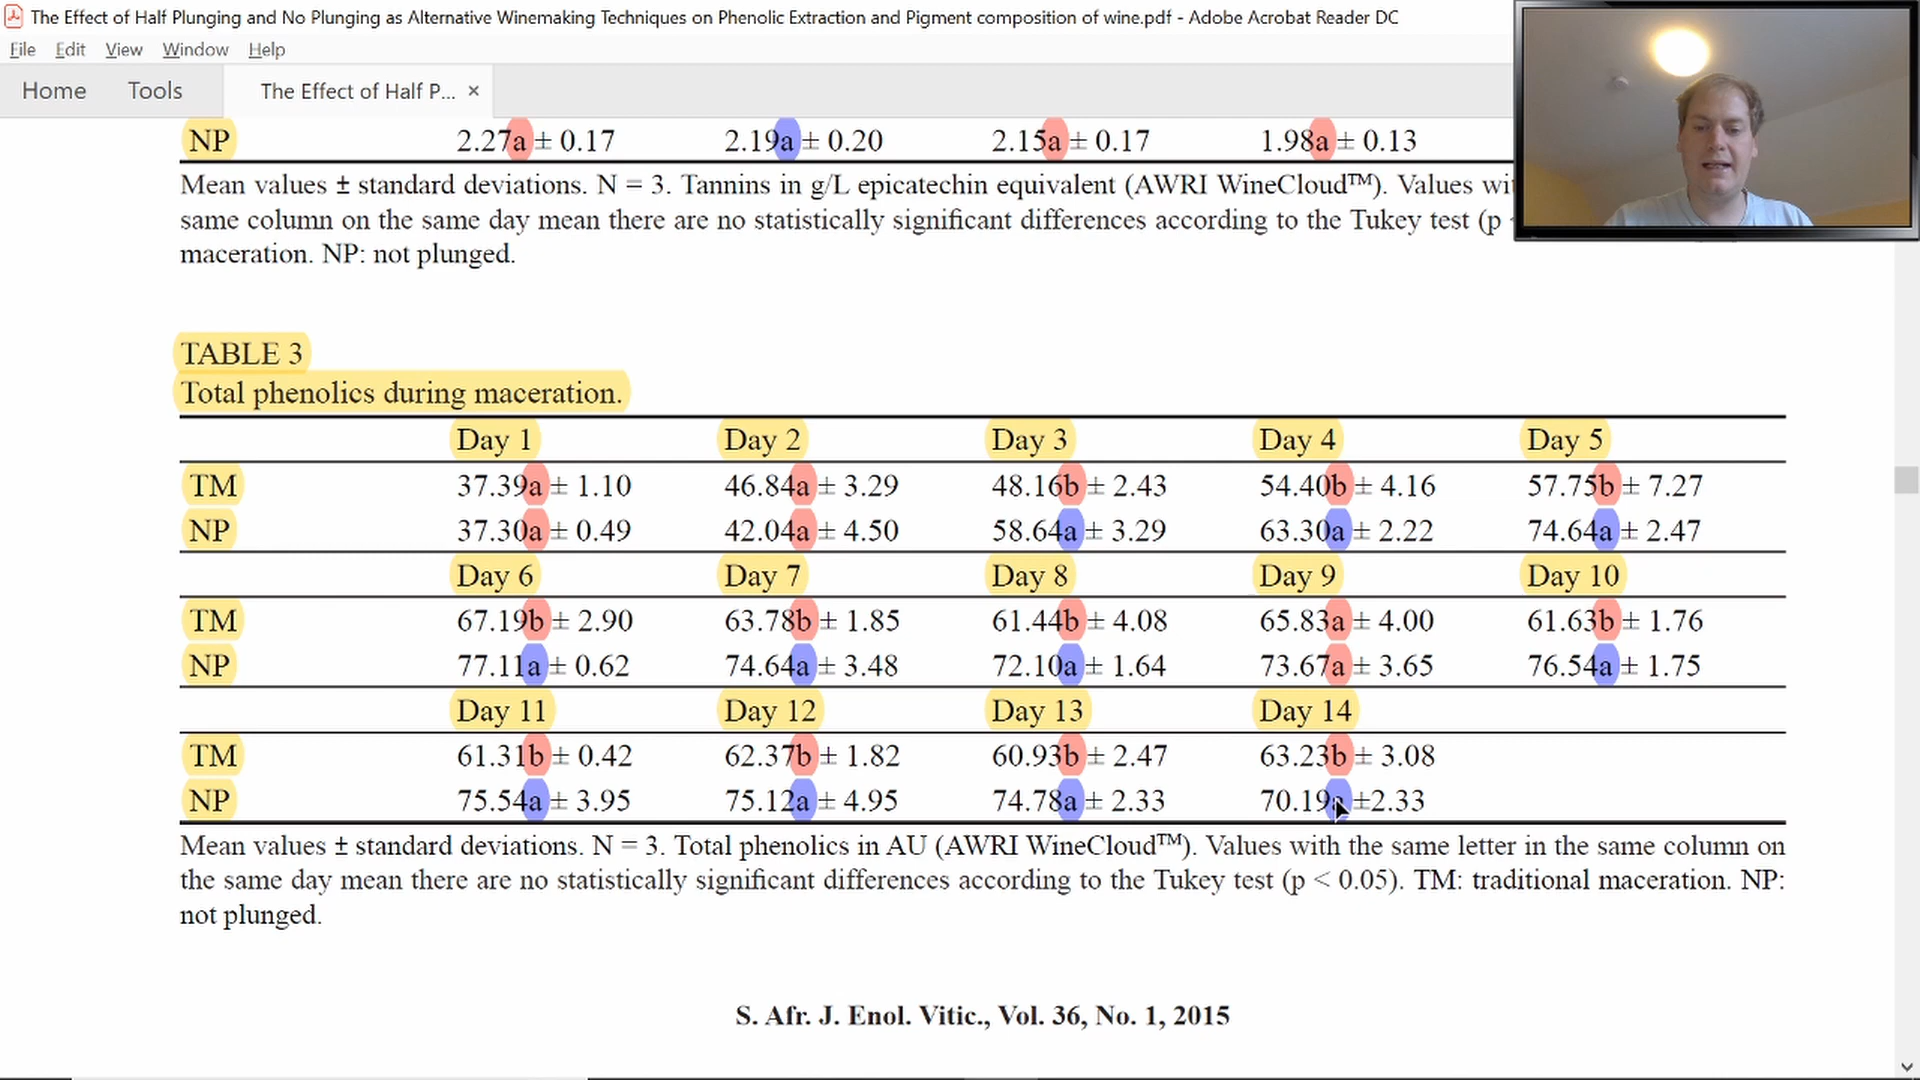 The Effect of Half Plunging and No Plunging as Alternative Winemaking Techniques on Phenolic Extraction and Pigment composition of wine.pdf - Adobe Acrobat Reader DC
File Edit View Window Help
Home Tools The Effect of Half P... ×
NP 2.27a ± 0.17 2.19a ± 0.20 2.15a ± 0.17 1.98a ± 0.13
Mean values ± standard deviations. N = 3. Tannins in g/L epicatechin equivalent (AWRI WineCloud™). Values
same column on the same day mean there are no statistically significant differences according to the Tukey test (p
maceration. NP: not plunged.
TABLE 3
Total phenolics during maceration.
Day 1 Day 2 Day 3 Day 4 Day 5
TM 37.39a ± 1.10 46.84a ± 3.29 48.16b ± 2.43 54.40b ± 4.16 57.75b ± 7.27
NP 37.30a ± 0.49 42.04a ± 4.50 58.64a ± 3.29 63.30a ± 2.22 74.64a ± 2.47
Day 6 Day 7 Day 8 Day 9 Day 10
TM 67.19b ± 2.90 63.78b ± 1.85 61.44b ± 4.08 65.83a ± 4.00 61.63b ± 1.76
NP 77.11a ± 0.62 74.64a ± 3.48 72.10a ± 1.64 73.67a ± 3.65 76.54a ± 1.75
Day 11 Day 12 Day 13 Day 14
TM 61.31b ± 0.42 62.37b ± 1.82 60.93b ± 2.47 63.23b ± 3.08
NP 75.54a ± 3.95 75.12a ± 4.95 74.78a ± 2.33 70.19a ±2.33
Mean values ± standard deviations. N = 3. Total phenolics in AU (AWRI WineCloud™). Values with the same letter in the same column on
the same day mean there are no statistically significant differences according to the Tukey test (p < 0.05). TM: traditional maceration. NP:
not plunged.
S. Afr. J. Enol. Vitic., Vol. 36, No. 1, 2015